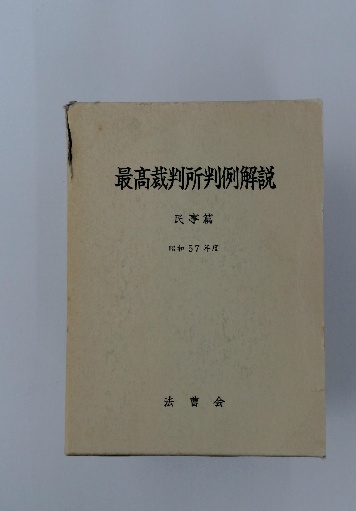 最高裁判所判例解説
民事篇
昭和57年度
法曹会